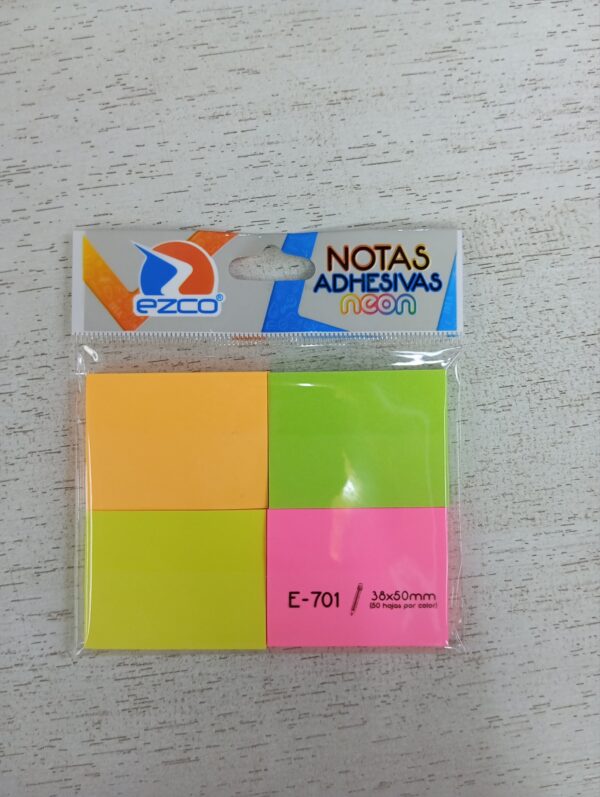 ezco®
NOTAS
ADHESIVAS
neon
E-701
38x50mm
(50 hojas por color)